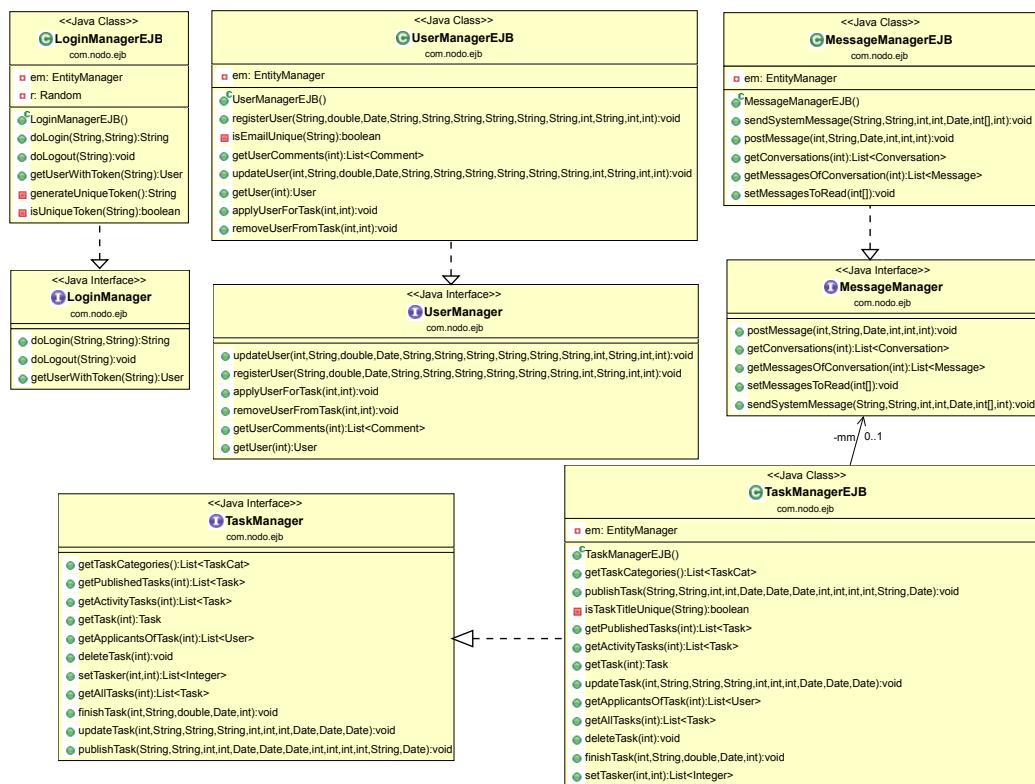 <<Java Class>>
LoginManagerEJB
com.nodo.ejb
em: EntityManager
r: Random
LoginManagerEJB()
doLogin(String,String):String
doLogout(String):void
getUserWithToken(String):User
generateUniqueToken():String
isUniqueToken(String):boolean
<<Java Class>>
UserManagerEJB
com.nodo.ejb
em: EntityManager
UserManagerEJB()
registerUser(String,double,Date,String,String,String,String,String,String,int,String,int,int):void
isEmailUnique(String):boolean
getUserComments(int):List<Comment>
updateUser(int,String,double,Date,String,String,String,String,String,String,int,String,int,int):void
getUser(int):User
applyUserForTask(int,int):void
removeUserFromTask(int,int):void
<<Java Class>>
MessageManagerEJB
com.nodo.ejb
em: EntityManager
MessageManagerEJB()
sendSystemMessage(String,String,int,int,Date,int[],int):void
postMessage(int,String,Date,int,int,int):void
getConversations(int):List<Conversation>
getMessagesOfConversation(int):List<Message>
setMessagesToRead(int[]):void
<<Java Interface>>
LoginManager
com.nodo.ejb
doLogin(String,String):String
doLogout(String):void
getUserWithToken(String):User
<<Java Interface>>
UserManager
com.nodo.ejb
updateUser(int,String,double,Date,String,String,String,String,String,String,int,String,int,int):void
registerUser(String,double,Date,String,String,String,String,String,String,int,String,int,int):void
applyUserForTask(int,int):void
removeUserFromTask(int,int):void
getUserComments(int):List<Comment>
getUser(int):User
<<Java Interface>>
MessageManager
com.nodo.ejb
postMessage(int,String,Date,int,int,int):void
getConversations(int):List<Conversation>
getMessagesOfConversation(int):List<Message>
setMessagesToRead(int[]):void
sendSystemMessage(String,String,int,int,Date,int[],int):void
-mm 0..1
<<Java Interface>>
TaskManager
com.nodo.ejb
getTaskCategories():List<TaskCat>
getPublishedTasks(int):List<Task>
getActivityTasks(int):List<Task>
getTask(int):Task
getApplicantsOfTask(int):List<User>
deleteTask(int):void
setTasker(int,int):List<Integer>
getAllTasks(int):List<Task>
finishTask(int,String,double,Date,int):void
updateTask(int,String,String,String,int,int,int,Date,Date,Date):void
publishTask(String,String,int,int,Date,Date,Date,int,int,int,int,String,Date):void
<<Java Class>>
TaskManagerEJB
com.nodo.ejb
em: EntityManager
TaskManagerEJB()
getTaskCategories():List<TaskCat>
publishTask(String,String,int,int,Date,Date,Date,int,int,int,int,String,Date):void
isTaskTitleUnique(String):boolean
getPublishedTasks(int):List<Task>
getActivityTasks(int):List<Task>
getTask(int):Task
updateTask(int,String,String,String,int,int,int,Date,Date,Date):void
getApplicantsOfTask(int):List<User>
getAllTasks(int):List<Task>
deleteTask(int):void
finishTask(int,String,double,Date,int):void
setTasker(int,int):List<Integer>